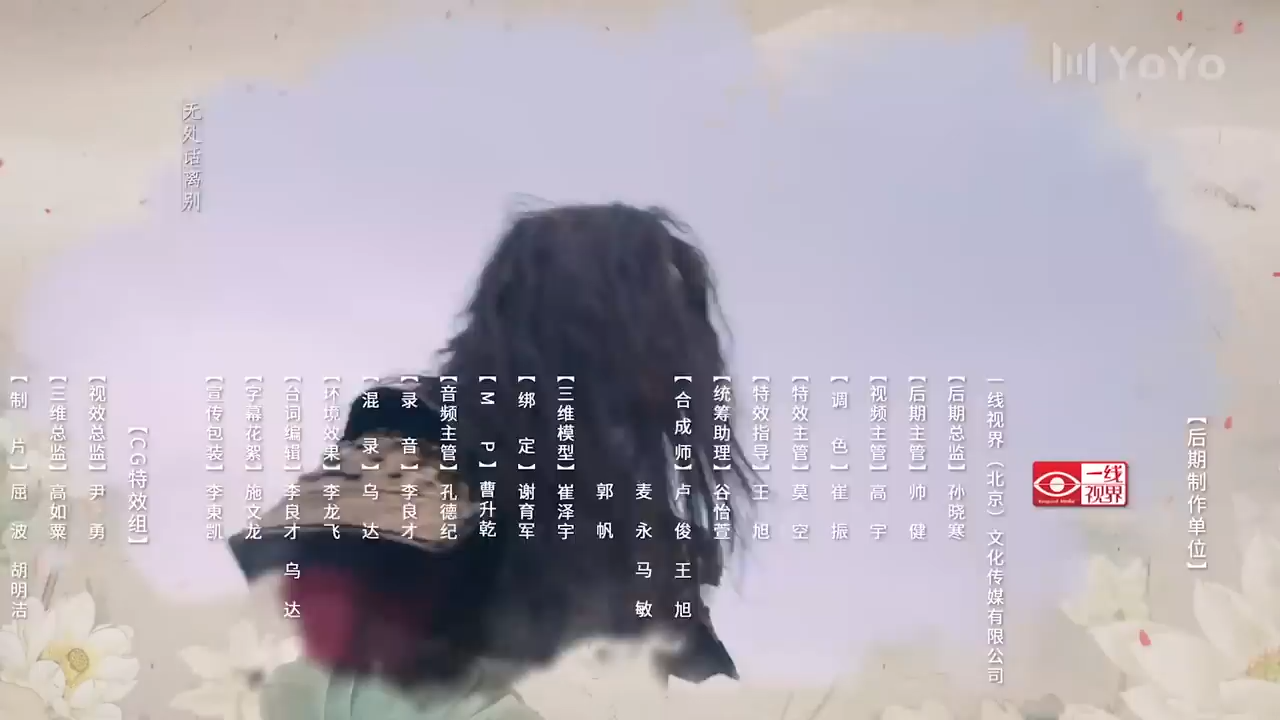 YoYo
【后期制作单位】
一线
视界
一线视界（北京）文化传媒有限公司
【后期总监】孙晓寒
【后期主管】帅 健
【视频主管】高 宇
【调 色】崔 振
【特效主管】莫 空
【特效指导】王 旭
【统筹助理】谷怡萱
【合成师】卢 俊 王 旭
麦 永 马 敏
郭 帆
【三维模型】崔泽宇
【绑 定】谢育军
【M P】曹升乾
【音频主管】孔德纪
【录 音】李良才
【混 录】乌 达
【环境效果】李龙飞
【台词编辑】李良才 乌 达
【字幕花絮】施文龙
【宣传包装】李東凯
无处话离别
【CG特效组】
【视效总监】尹 勇
【三维总监】高如粟
【制 片】屈 波 胡明洁